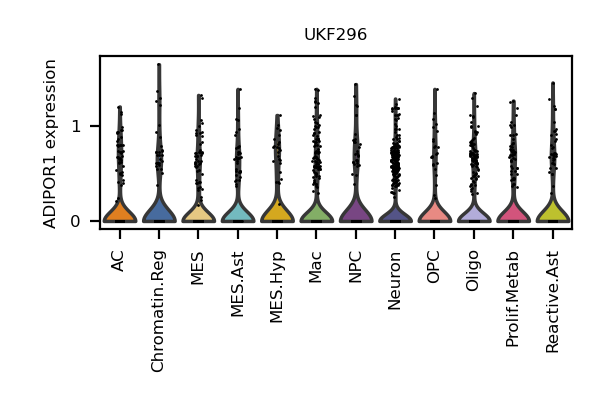 UKF296
ADIPOR1 expression
1
0
AC
Chromatin.Reg
MES
MES.Ast
MES.Hyp
Mac
NPC
Neuron
OPC
Oligo
Prolif.Metab
Reactive.Ast